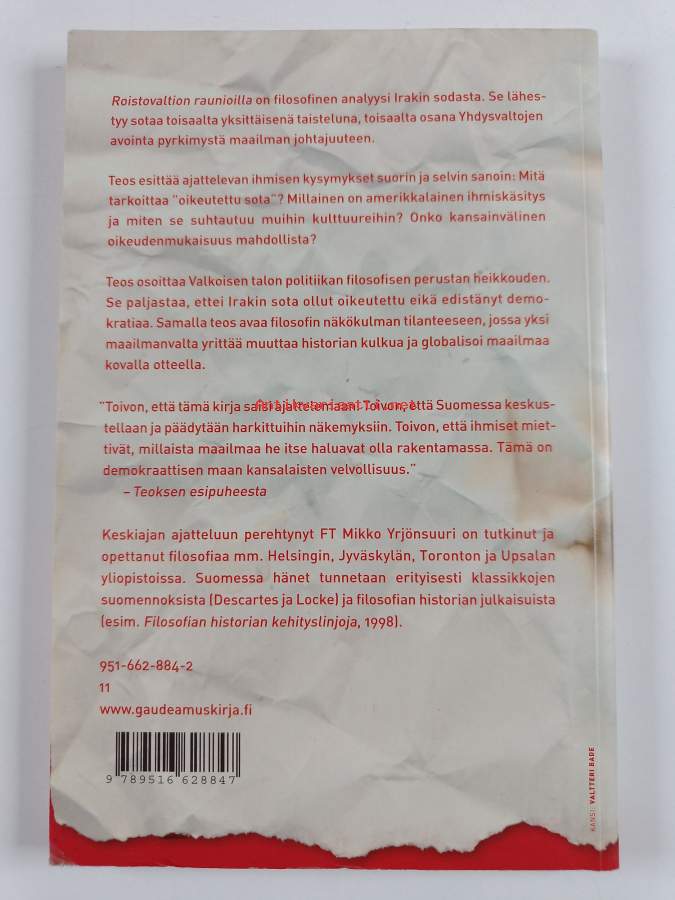 Roistovaltion raunioilla on filosofinen analyysi Irakin sodasta. Se lähes-
tyy sotaa toisaalta yksittäisenä taisteluna, toisaalta osana Yhdysvaltojen
avointa pyrkimystä maailman johtajuuteen.
Teos esittää ajattelevan ihmisen kysymykset suorin ja selvin sanoin: Mitä
tarkoittaa "oikeutettu sota"? Millainen on amerikkalainen ihmiskäsitys
ja miten se suhtautuu muihin kulttuureihin? Onko kansainvälinen
oikeudenmukaisuus mahdollista?
Teos osoittaa Valkoisen talon politiikan filosofisen perustan heikkouden.
Se paljastaa, ettei Irakin sota ollut oikeutettu eikä edistänyt demo-
kratiaa. Samalla teos avaa filosofin näkökulman tilanteeseen, jossa yksi
maailmanvalta yrittää muuttaa historian kulkua ja globalisoi maailmaa
kovalla otteella.
"Toivon, että tämä kirja saisi ajattelemaan. Toivon, että Suomessa keskus-
tellaan ja päädytään harkittuihin näkemyksiin. Toivon, että ihmiset miet-
tivät, millaista maailmaa he itse haluavat olla rakentamassa. Tämä on
demokraattisen maan kansalaisten velvollisuus."
– Teoksen esipuheesta
Keskiajan ajatteluun perehtynyt FT Mikko Yrjönsuuri on tutkinut ja
opettanut filosofiaa mm. Helsingin, Jyväskylän, Toronton ja Upsalan
yliopistoissa. Suomessa hänet tunnetaan erityisesti klassikkojen
suomennoksista (Descartes ja Locke) ja filosofian historian julkaisuista
(esim. Filosofian historian kehityslinjoja, 1998).
951-662-884-2
11
www.gaudeamuskirja.fi
9 789516 628847
KANSI: VALTTERI BADE